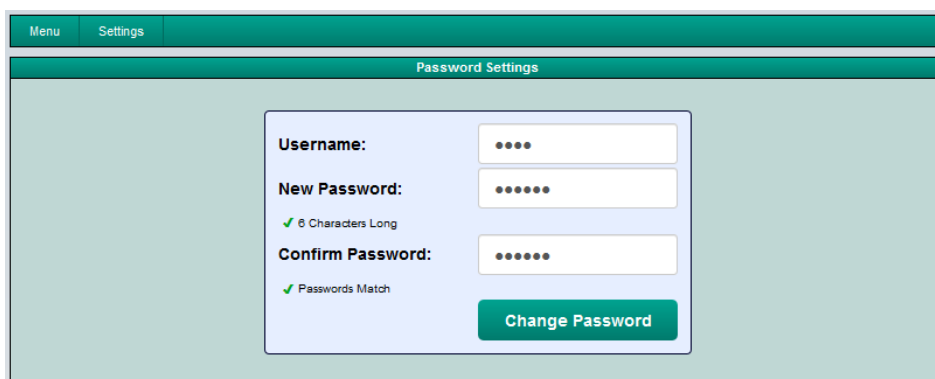 Menu Settings
Password Settings
Username: ●●●●
New Password: ●●●●●●
✔ 6 Characters Long
Confirm Password: ●●●●●●
✔ Passwords Match
Change Password